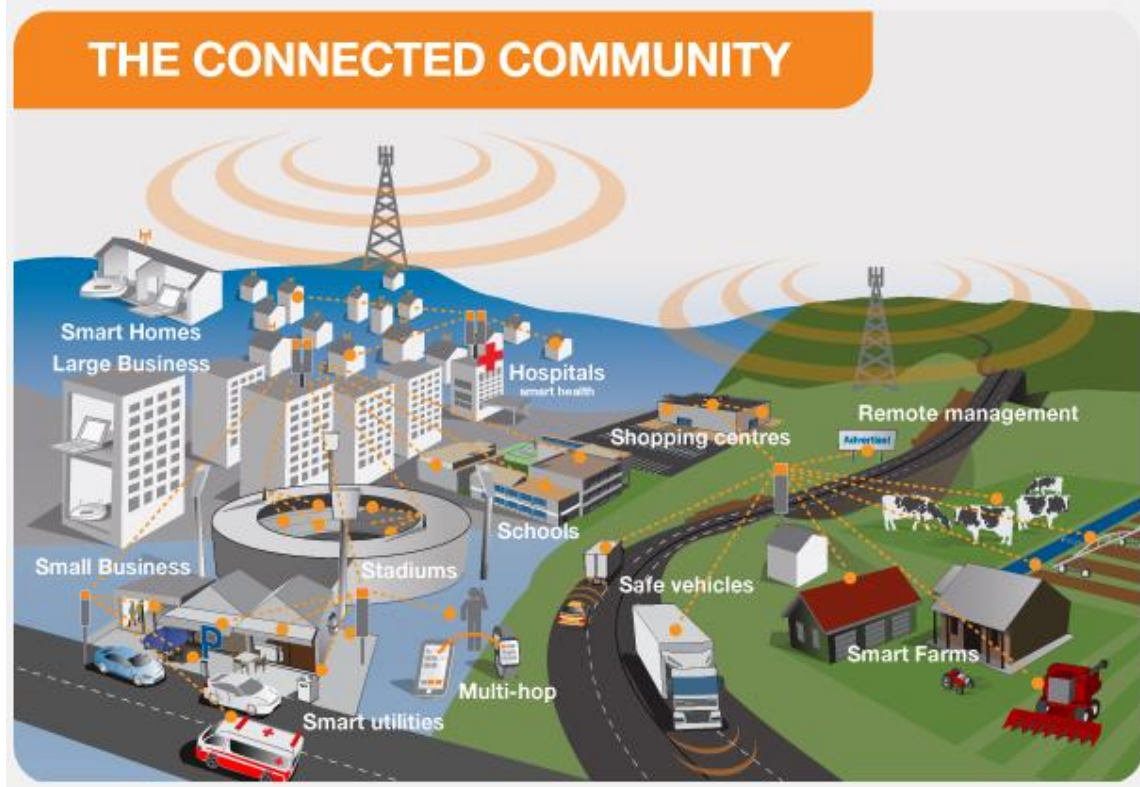 THE CONNECTED COMMUNITY
Smart Homes
Large Business
Hospitals
smart health
Shopping centres
Remote management
Advertise!
Schools
Small Business
Stadiums
Safe vehicles
P
Smart Farms
Multi-hop
Smart utilities